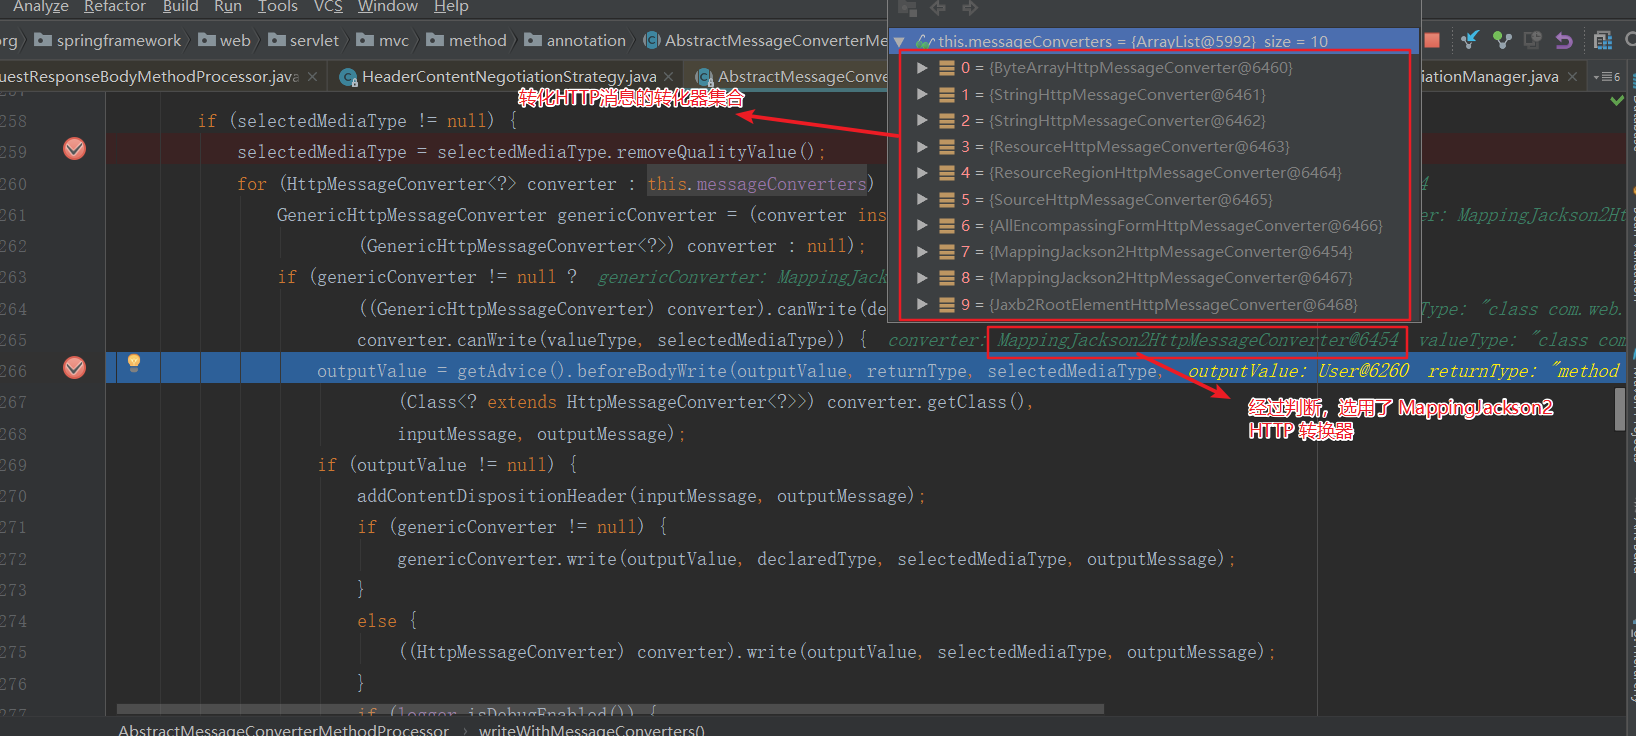 Analyze Refactor Build Run Tools VCS Window Help
org springframework web servlet mvc method annotation AbstractMessageConverterMe
uestResponseBodyMethodProcessor.java × HeaderContentNegotiationStrategy.java × AbstractMessageConve iationManager.java × 6
this.messageConverters = {ArrayList@5992} size = 10
0 = {ByteArrayHttpMessageConverter@6460}
1 = {StringHttpMessageConverter@6461}
2 = {StringHttpMessageConverter@6462}
3 = {ResourceHttpMessageConverter@6463}
4 = {ResourceRegionHttpMessageConverter@6464}
5 = {SourceHttpMessageConverter@6465}
6 = {AllEncompassingFormHttpMessageConverter@6466}
7 = {MappingJackson2HttpMessageConverter@6454}
8 = {MappingJackson2HttpMessageConverter@6467}
9 = {Jaxb2RootElementHttpMessageConverter@6468}
转化HTTP消息的转化器集合
258 if (selectedMediaType != null) {
259 selectedMediaType = selectedMediaType.removeQualityValue();
260 for (HttpMessageConverter<?> converter : this.messageConverters) 4
261 GenericHttpMessageConverter genericConverter = (converter ins er: MappingJackson2Ht
262 (GenericHttpMessageConverter<?>) converter : null);
263 if (genericConverter != null ? genericConverter: MappingJack
264 ((GenericHttpMessageConverter) converter).canWrite(de Type: "class com.web.
265 converter.canWrite(valueType, selectedMediaType)) { converter: MappingJackson2HttpMessageConverter@6454 valueType: "class com
266 outputValue = getAdvice().beforeBodyWrite(outputValue, returnType, selectedMediaType, outputValue: User@6260 returnType: "method
267 (Class<? extends HttpMessageConverter<?>>) converter.getClass(),
268 inputMessage, outputMessage);
经过判断，选用了 MappingJackson2
HTTP 转换器
269 if (outputValue != null) {
270 addContentDispositionHeader(inputMessage, outputMessage);
271 if (genericConverter != null) {
272 genericConverter.write(outputValue, declaredType, selectedMediaType, outputMessage);
273 }
274 else {
275 ((HttpMessageConverter) converter).write(outputValue, selectedMediaType, outputMessage);
276 }
277 if (logger.isDebugEnabled()) {
AbstractMessageConverterMethodProcessor › writeWithMessageConverters()